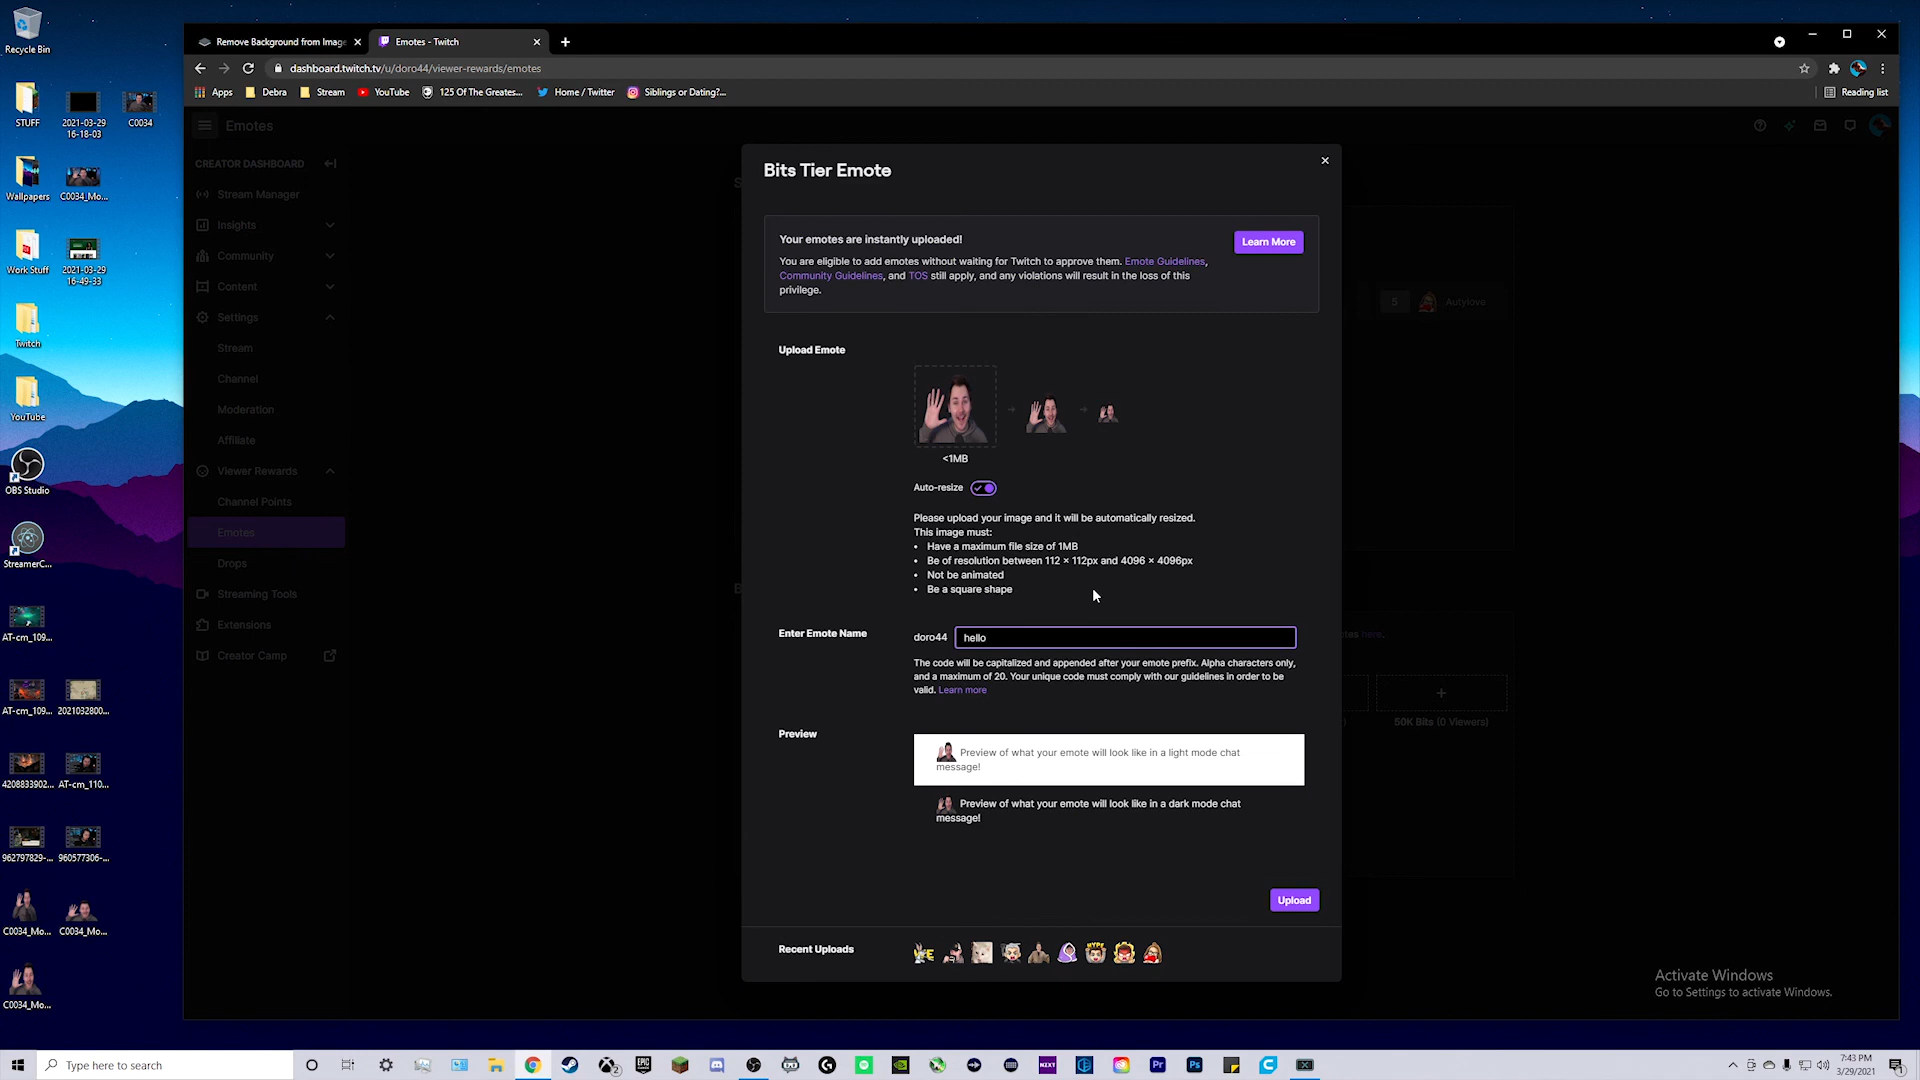 Recycle Bin
STUFF
2021-03-29
16-18-03
C0034
Wallpapers
C0034_Mo...
Work Stuff
2021-03-29
16-49-33
Twitch
YouTube
OBS Studio
StreamerC...
AT-cm_109...
AT-cm_109...
2021032800...
4208833902...
AT-cm_110...
962797829-...
960577306-...
C0034_Mo...
C0034_Mo...
C0034_Mo...
Remove Background from Image
Emotes - Twitch
dashboard.twitch.tv/u/doro44/viewer-rewards/emotes
Apps
Debra
Stream
YouTube
125 Of The Greates...
Home / Twitter
Siblings or Dating?...
Reading list
Emotes
CREATOR DASHBOARD
Stream Manager
Insights
Community
Content
Settings
Stream
Channel
Moderation
Affiliate
Viewer Rewards
Channel Points
Emotes
Drops
Streaming Tools
Extensions
Creator Camp
Bits Tier Emote
Your emotes are instantly uploaded!
Learn More
You are eligible to add emotes without waiting for Twitch to approve them. Emote Guidelines,
Community Guidelines, and TOS still apply, and any violations will result in the loss of this
privilege.
Upload Emote
<1MB
Auto-resize
Please upload your image and it will be automatically resized.
This image must:
• Have a maximum file size of 1MB
• Be of resolution between 112 × 112px and 4096 × 4096px
• Not be animated
• Be a square shape
Enter Emote Name
doro44
hello
The code will be capitalized and appended after your emote prefix. Alpha characters only,
and a maximum of 20. Your unique code must comply with our guidelines in order to be
valid. Learn more
Preview
Preview of what your emote will look like in a light mode chat
message!
Preview of what your emote will look like in a dark mode chat
message!
Upload
Recent Uploads
HYPE
5
Autylove
here.
50K Bits (0 Viewers)
Activate Windows
Go to Settings to activate Windows.
Type here to search
EPIC
NZXT
Pr
Ps
7:43 PM
3/29/2021